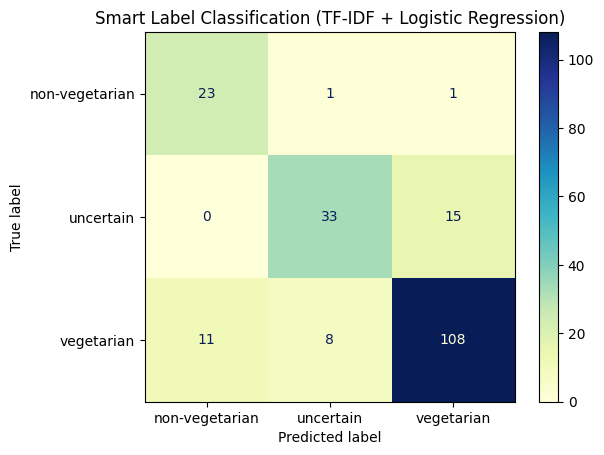 Smart Label Classification (TF-IDF + Logistic Regression)
non-vegetarian
23 1 1
uncertain
0 33 15
vegetarian
11 8 108
non-vegetarian uncertain vegetarian
Predicted label
True label
100
80
60
40
20
0